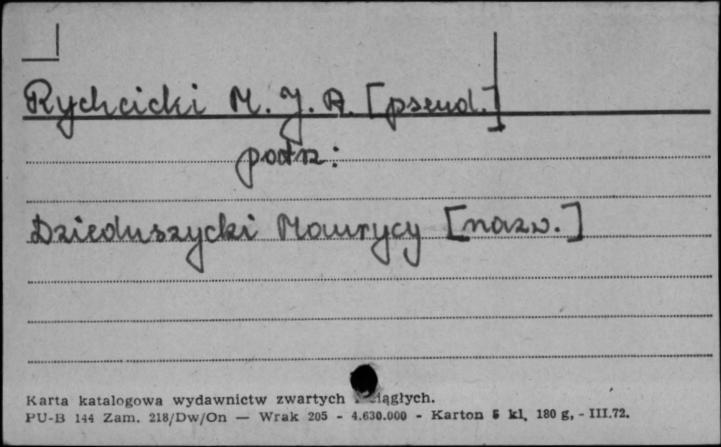 Rychcicki M. J. A. [pseud.]
patrz:
Dzieduszycki Maurycy [nazw.]
Karta katalogowa wydawnictw zwartych ciągłych.
PU-B 144 Zam. 218/Dw/On — Wrak 205 - 4.630.000 - Karton 5 kl, 180 g, - III.72.